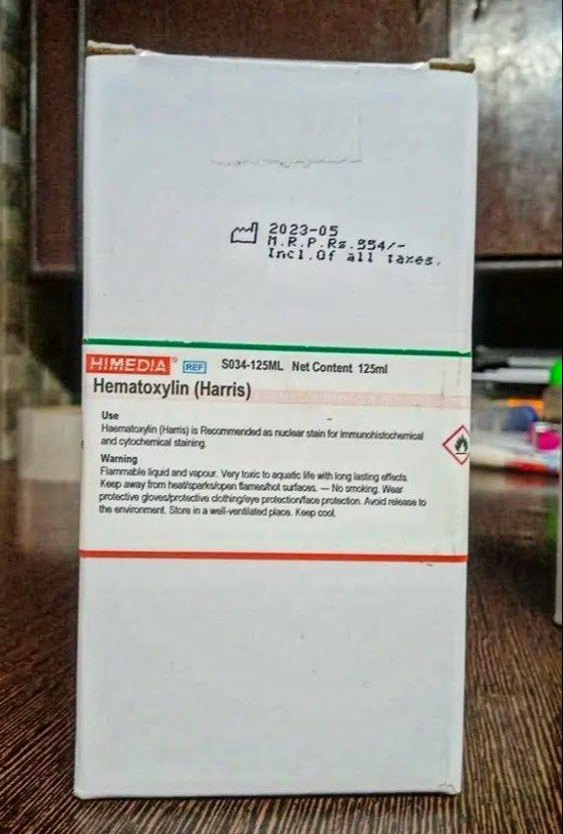 2023-05
M.R.P.Rs.554/-
Incl.Of all taxes.
HIMEDIA® REF S034-125ML Net Content 125ml
Hematoxylin (Harris)
Use
Haematoxylin (Harris) is Recommended as nuclear stain for Immunohistochemical
and cytochemical staining.
Warning
Flammable liquid and vapour. Very toxic to aquatic life with long lasting effects.
Keep away from heat/sparks/open flames/hot surfaces. — No smoking. Wear
protective gloves/protective clothing/eye protection/face protection. Avoid release to
the environment. Store in a well-ventilated place. Keep cool.